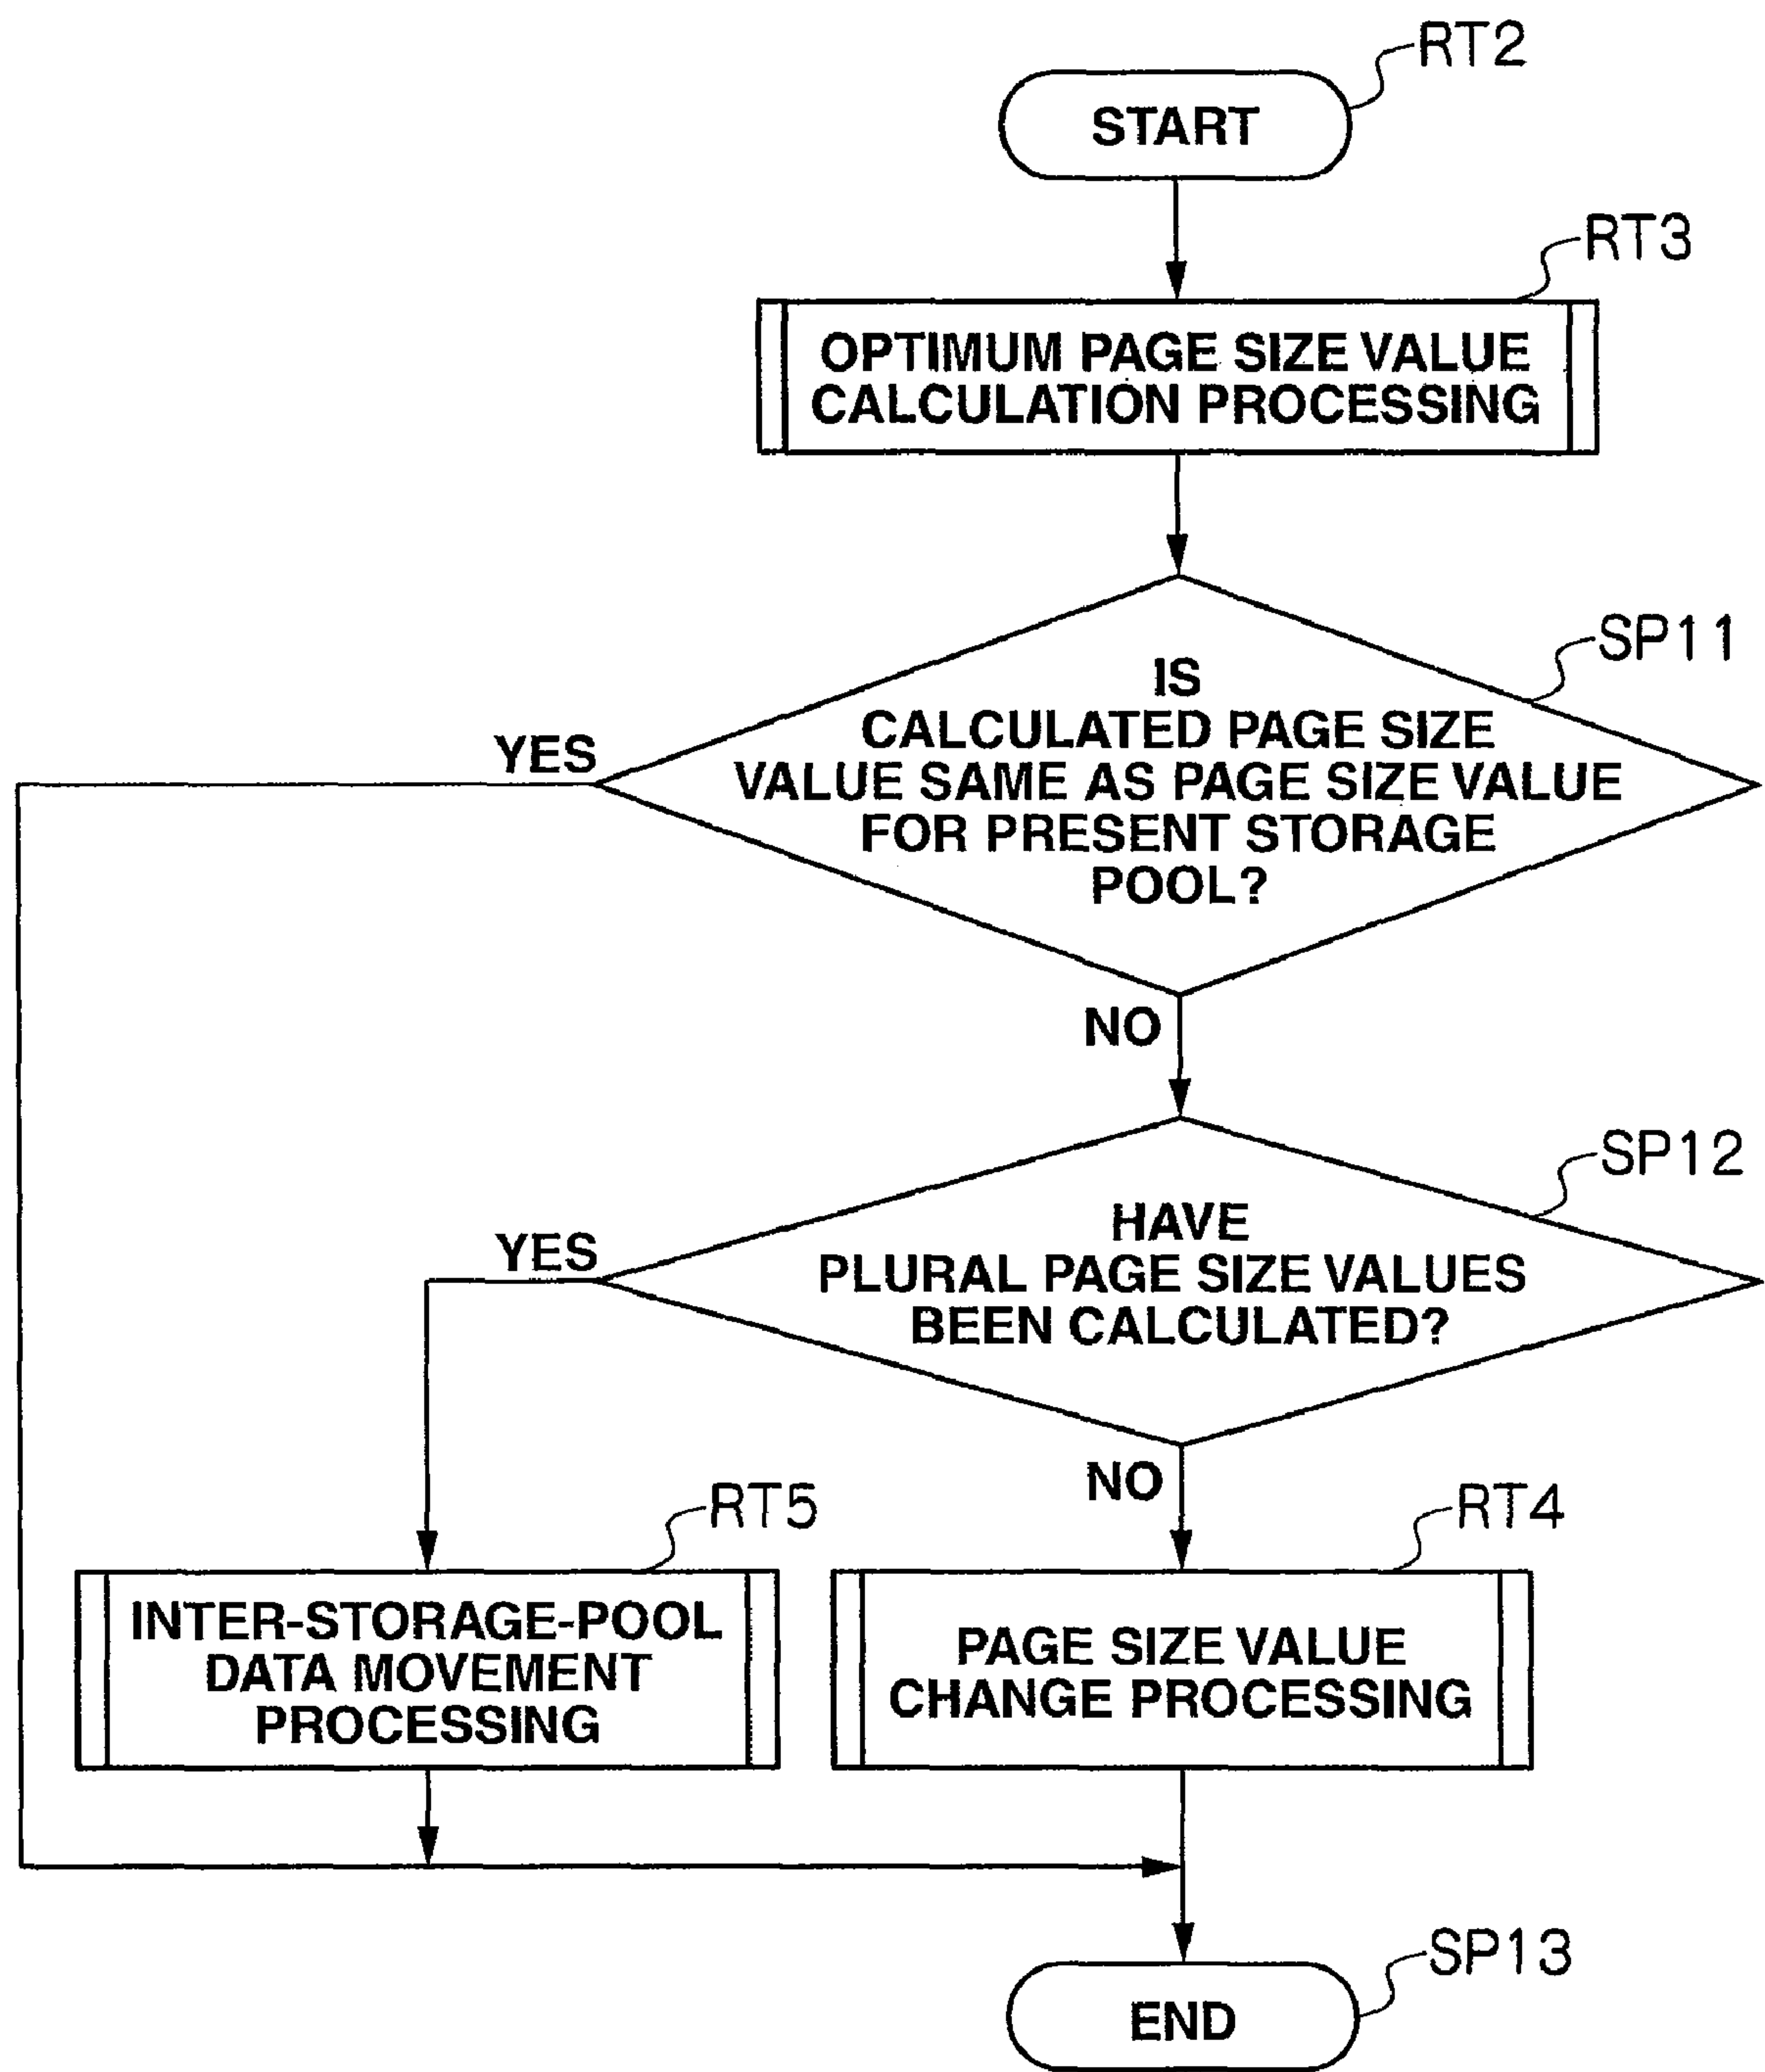 RT2
START
RT3
OPTIMUM PAGE SIZE VALUE
CALCULATION PROCESSING
SP11
IS
CALCULATED PAGE SIZE
VALUE SAME AS PAGE SIZE VALUE
FOR PRESENT STORAGE
POOL?
YES
NO
SP12
HAVE
PLURAL PAGE SIZE VALUES
BEEN CALCULATED?
YES
NO
RT5
INTER-STORAGE-POOL
DATA MOVEMENT
PROCESSING
RT4
PAGE SIZE VALUE
CHANGE PROCESSING
SP13
END